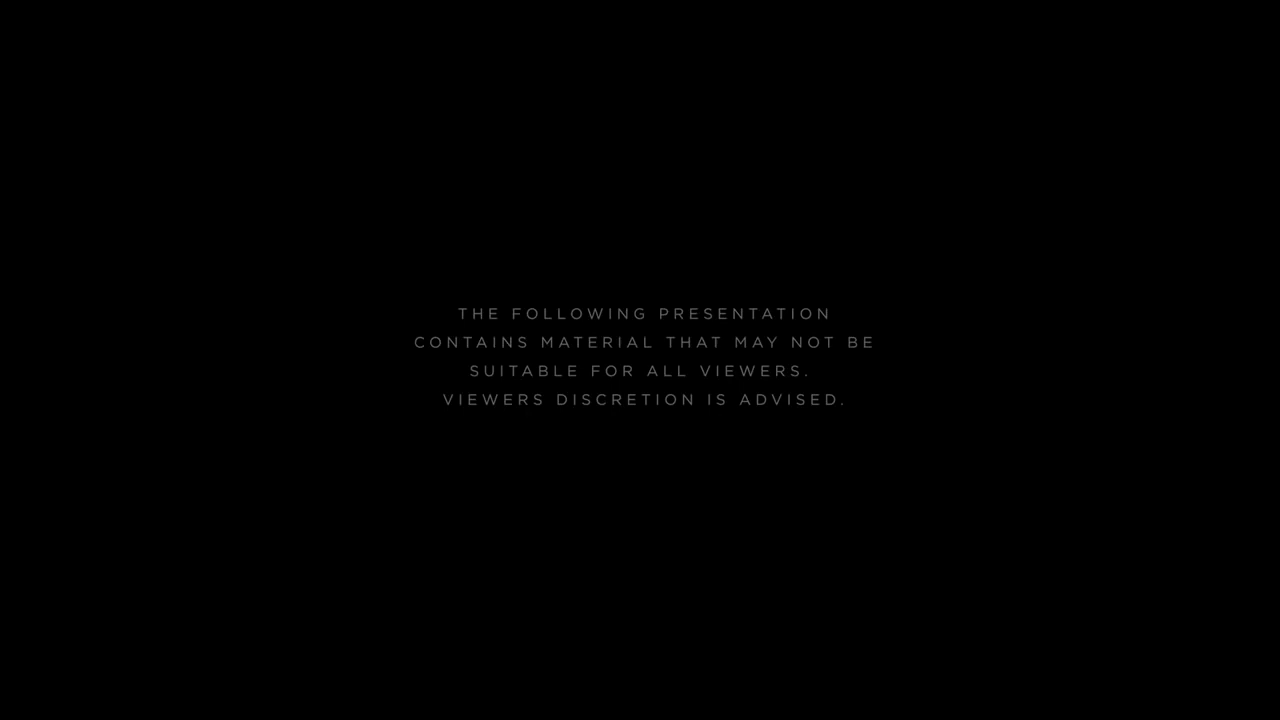 THE FOLLOWING PRESENTATION
CONTAINS MATERIAL THAT MAY NOT BE
SUITABLE FOR ALL VIEWERS.
VIEWERS DISCRETION IS ADVISED.